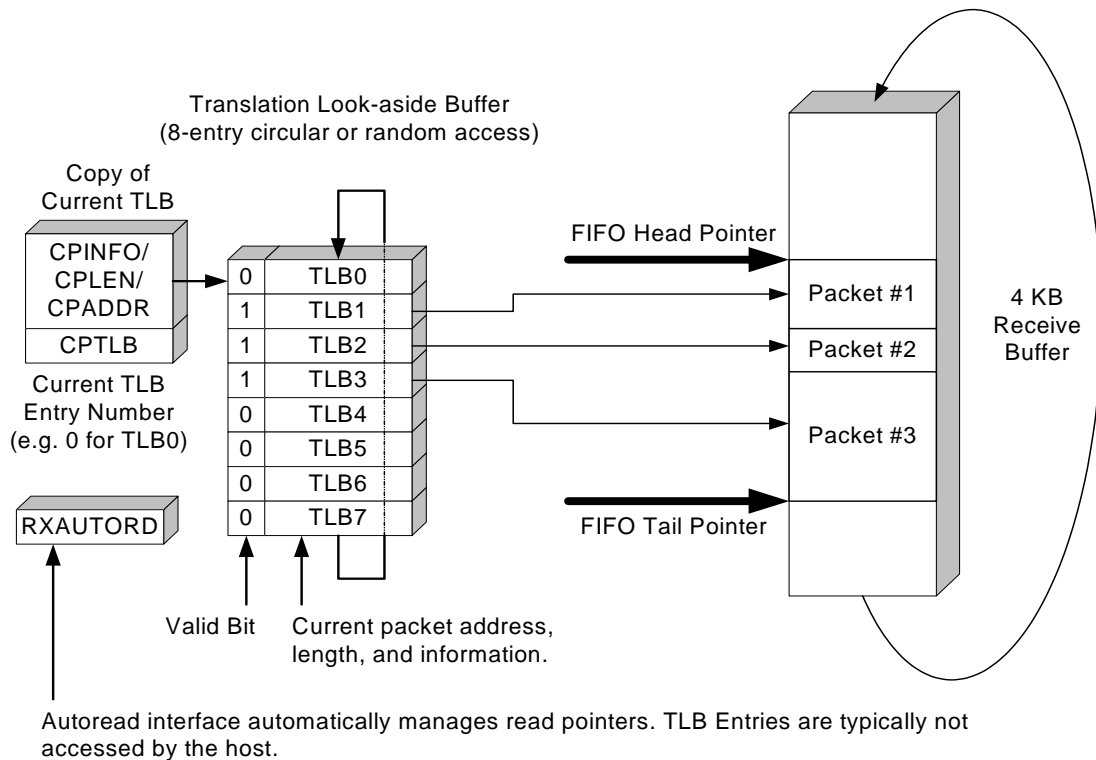 Translation Look-aside Buffer
(8-entry circular or random access)
Copy of
Current TLB
CPINFO/
CPLEN/
CPADDR
CPTLB
Current TLB
Entry Number
(e.g. 0 for TLB0)
RXAUTORD
0 TLB0
1 TLB1
1 TLB2
1 TLB3
0 TLB4
0 TLB5
0 TLB6
0 TLB7
Valid Bit
Current packet address,
length, and information.
FIFO Head Pointer
Packet #1
Packet #2
Packet #3
FIFO Tail Pointer
4 KB
Receive
Buffer
Autoread interface automatically manages read pointers. TLB Entries are typically not
accessed by the host.